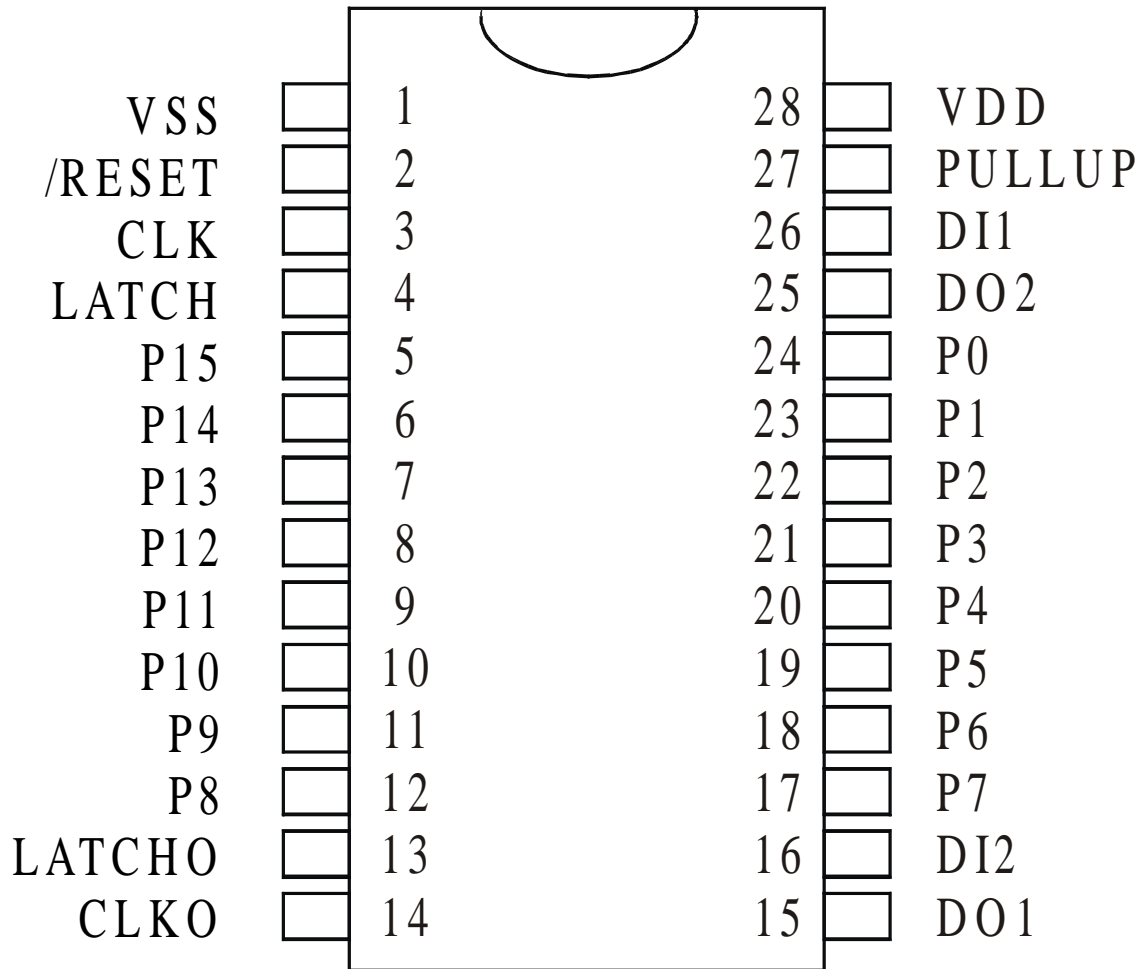 VSS 1 28 VDD
/RESET 2 27 PULLUP
CLK 3 26 DI1
LATCH 4 25 DO2
P15 5 24 P0
P14 6 23 P1
P13 7 22 P2
P12 8 21 P3
P11 9 20 P4
P10 10 19 P5
P9 11 18 P6
P8 12 17 P7
LATCHO 13 16 DI2
CLKO 14 15 DO1